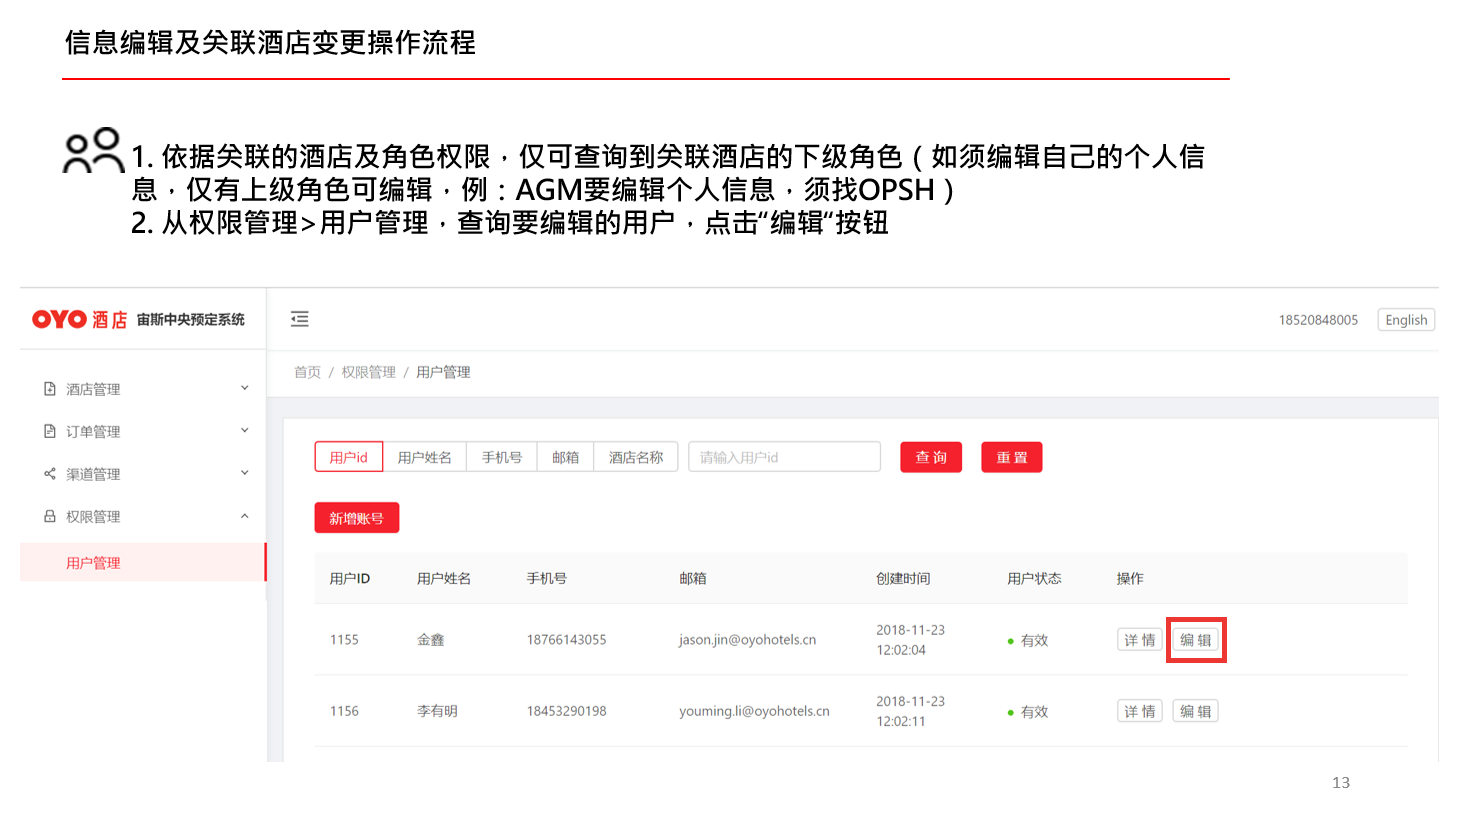 信息编辑及关联酒店变更操作流程
1. 依据关联的酒店及角色权限，仅可查询到关联酒店的下级角色（如须编辑自己的个人信
息，仅有上级角色可编辑，例：AGM要编辑个人信息，须找OPSH）
2. 从权限管理>用户管理，查询要编辑的用户，点击“编辑“按钮
OYO 酒店 宙斯中央预定系统
18520848005 English
首页 / 权限管理 / 用户管理
酒店管理
订单管理
渠道管理
权限管理
用户管理
用户id 用户姓名 手机号 邮箱 酒店名称 请输入用户id 查询 重置
新增账号
用户ID 用户姓名 手机号 邮箱 创建时间 用户状态 操作
1155 金鑫 18766143055 jason.jin@oyohotels.cn 2018-11-23 12:02:04 有效 详情 编辑
1156 李有明 18453290198 youming.li@oyohotels.cn 2018-11-23 12:02:11 有效 详情 编辑
13